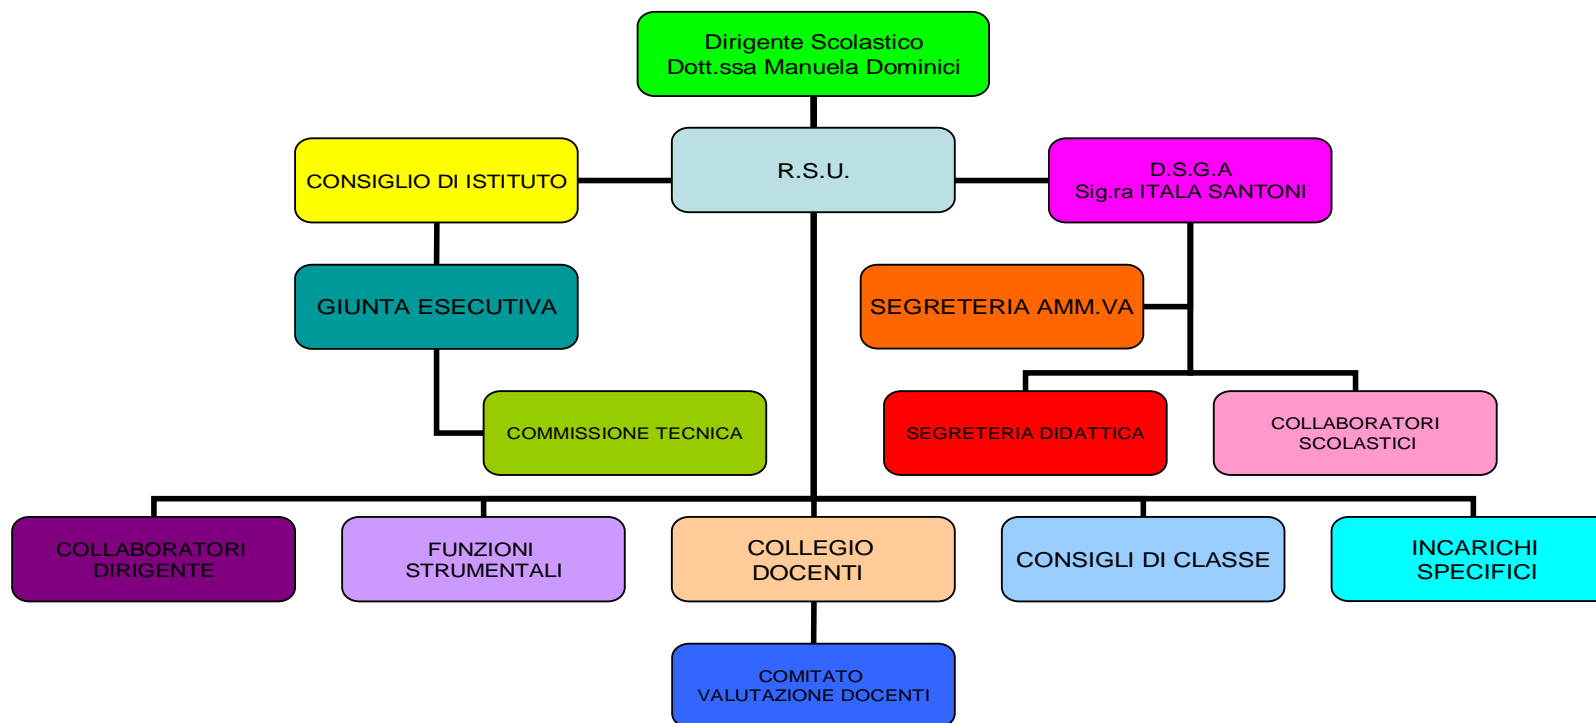 Dirigente Scolastico
Dott.ssa Manuela Dominici
R.S.U.
CONSIGLIO DI ISTITUTO
D.S.G.A
Sig.ra ITALA SANTONI
GIUNTA ESECUTIVA
SEGRETERIA AMM.VA
COMMISSIONE TECNICA
SEGRETERIA DIDATTICA
COLLABORATORI
SCOLASTICI
COLLABORATORI
DIRIGENTE
FUNZIONI
STRUMENTALI
COLLEGIO
DOCENTI
CONSIGLI DI CLASSE
INCARICHI
SPECIFICI
COMITATO
VALUTAZIONE DOCENTI